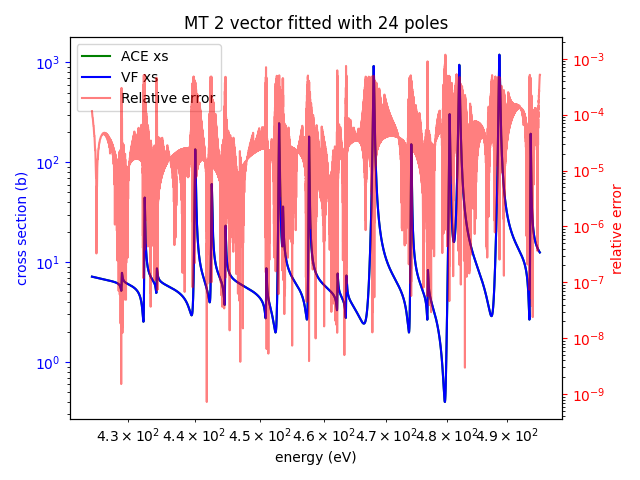 MT 2 vector fitted with 24 poles
ACE xs
VF xs
Relative error
cross section (b)
10³
10²
10¹
10⁰
relative error
10⁻³
10⁻⁴
10⁻⁵
10⁻⁶
10⁻⁷
10⁻⁸
10⁻⁹
4.3 × 10² 4.4 × 10² 4.5 × 10² 4.6 × 10² 4.7 × 10² 4.8 × 10² 4.9 × 10²
energy (eV)